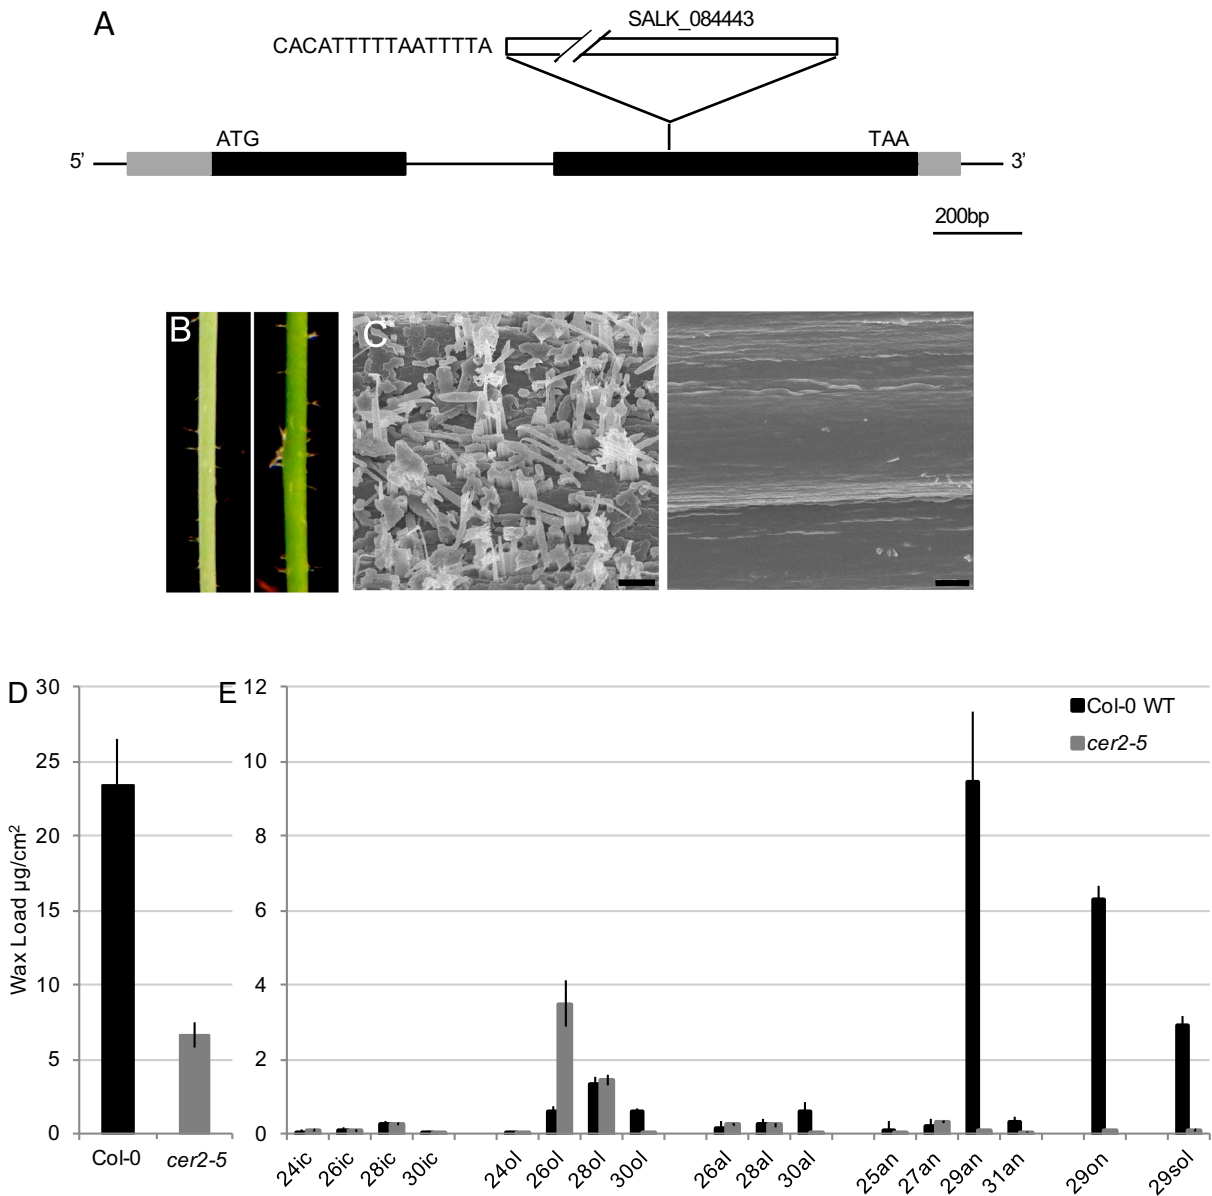 A
SALK_084443
CACATTTTTAATTTTA
ATG
TAA
5’
3’
200bp
B
C
D
E
30
25
20
15
10
5
0
Wax Load µg/cm2
Col-0
cer2-5
12
10
8
6
4
2
0
Col-0 WT
cer2-5
24ic
26ic
28ic
30ic
24ol
26ol
28ol
30ol
26al
28al
30al
25an
27an
29an
31an
29on
29sol